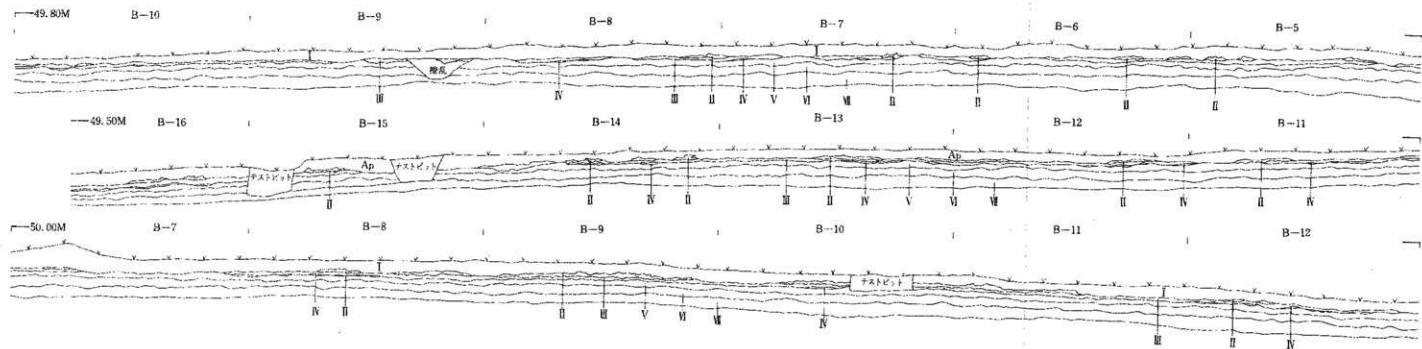 49.80M B-10 B-9 B-8 B-7 B-6 B-5
I I
攪乱
III IV III II IV V VI VII II II II II
49.50M B-16 B-15 B-14 B-13 B-12 B-11
Ap テストピット Ap
テストピット
II II IV II III II IV V VI VII II IV II IV
50.00M B-7 B-8 B-9 B-10 B-11 B-12
I テストピット I
IV II II III V VI VII IV III II IV